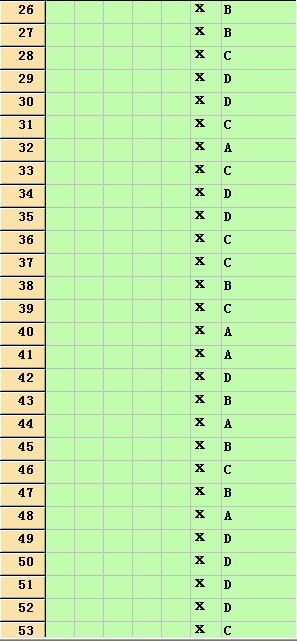 26 X B
27 X B
28 X C
29 X D
30 X D
31 X C
32 X A
33 X C
34 X D
35 X D
36 X C
37 X C
38 X B
39 X C
40 X A
41 X A
42 X D
43 X B
44 X A
45 X B
46 X C
47 X B
48 X A
49 X D
50 X D
51 X D
52 X D
53 X C